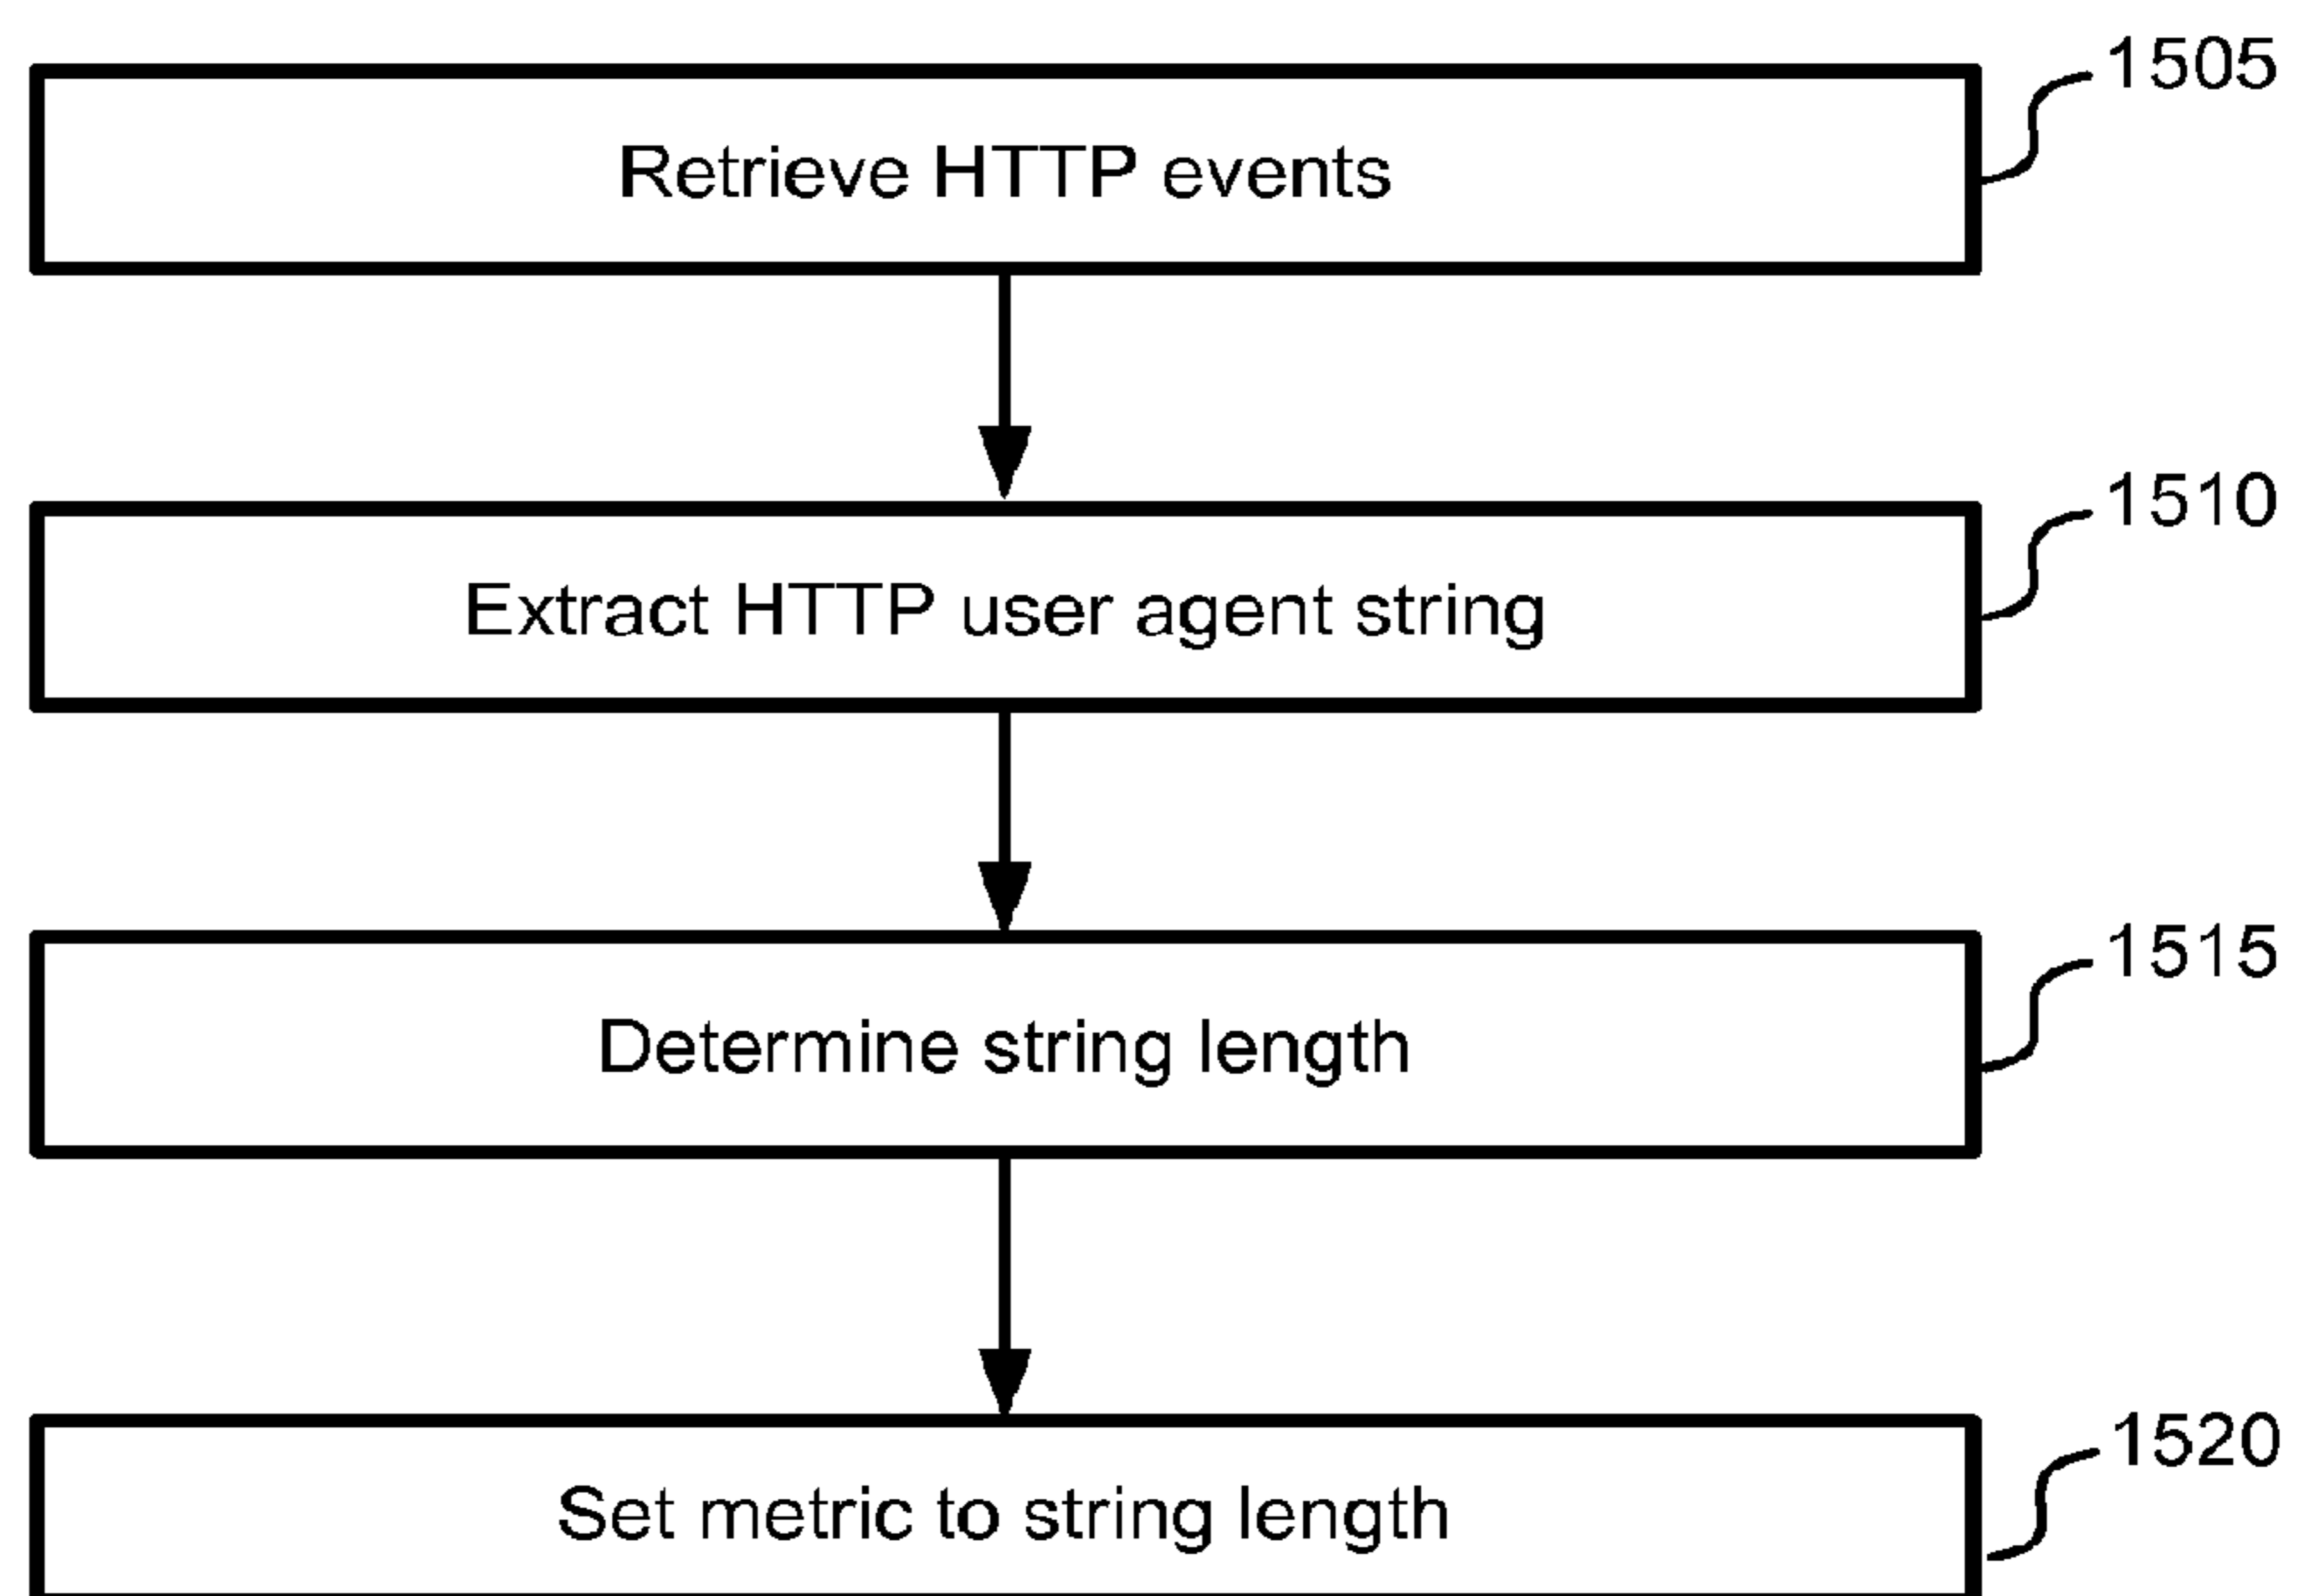 1505
Retrieve HTTP events
1510
Extract HTTP user agent string
1515
Determine string length
1520
Set metric to string length